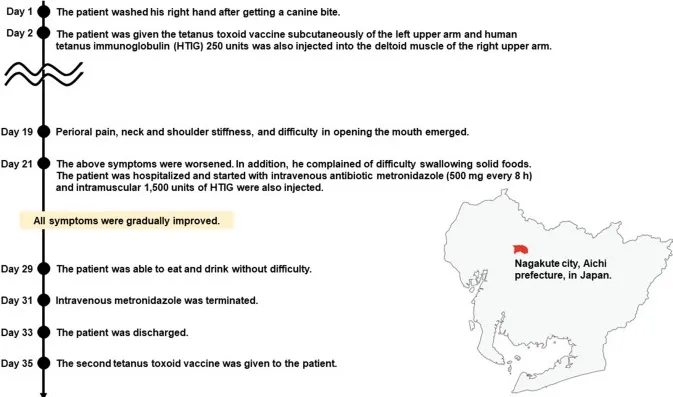 Day 1 The patient washed his right hand after getting a canine bite.
Day 2 The patient was given the tetanus toxoid vaccine subcutaneously of the left upper arm and human
tetanus immunoglobulin (HTIG) 250 units was also injected into the deltoid muscle of the right upper arm.
Day 19 Perioral pain, neck and shoulder stiffness, and difficulty in opening the mouth emerged.
Day 21 The above symptoms were worsened. In addition, he complained of difficulty swallowing solid foods.
The patient was hospitalized and started with intravenous antibiotic metronidazole (500 mg every 8 h)
and intramuscular 1,500 units of HTIG were also injected.
All symptoms were gradually improved.
Day 29 The patient was able to eat and drink without difficulty.
Day 31 Intravenous metronidazole was terminated.
Day 33 The patient was discharged.
Day 35 The second tetanus toxoid vaccine was given to the patient.
Nagakute city, Aichi
prefecture, in Japan.